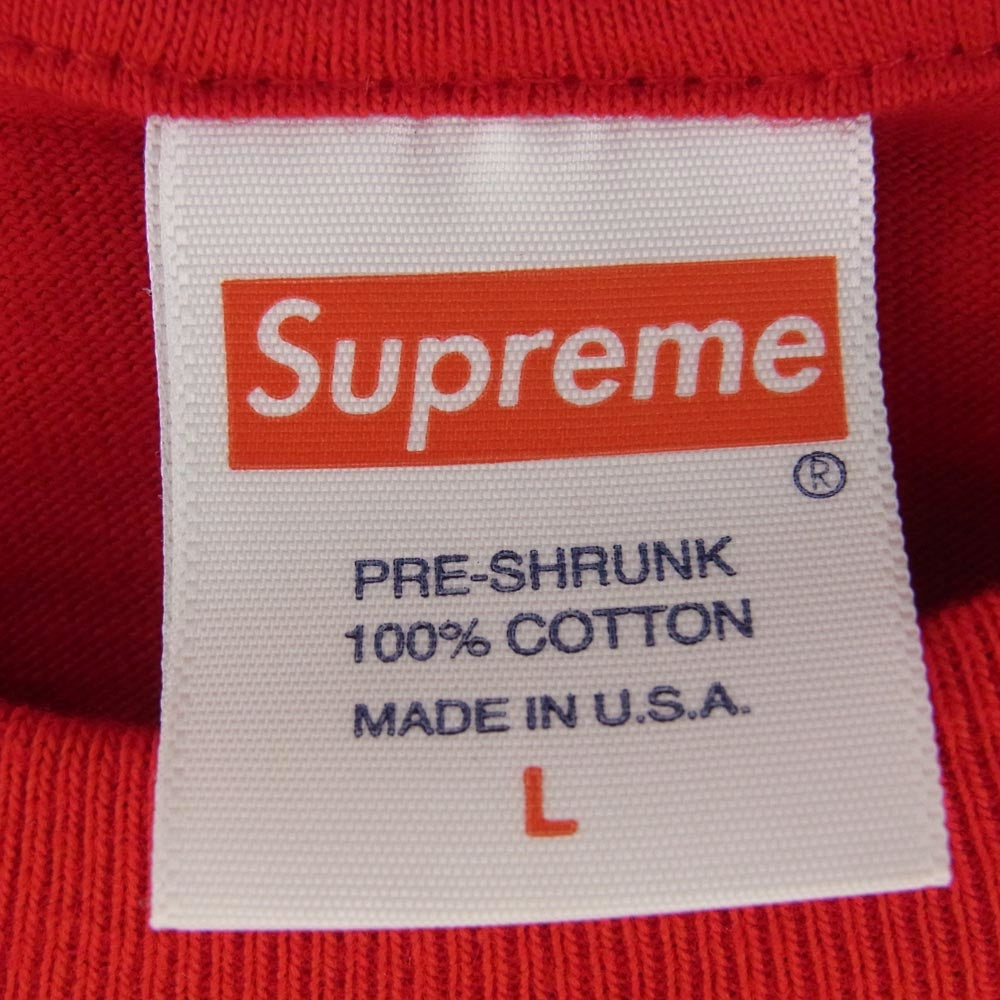 Supreme
®
PRE-SHRUNK
100% COTTON
MADE IN U.S.A.
L